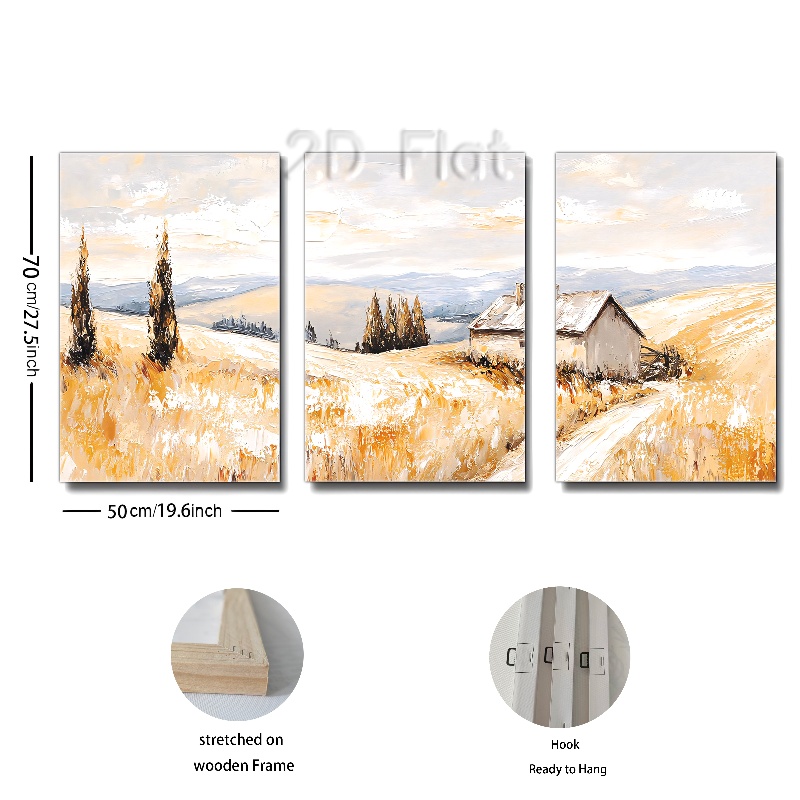 2D Flat
70cm/27.5inch
50cm/19.6inch
stretched on
wooden Frame
Hook
Ready to Hang